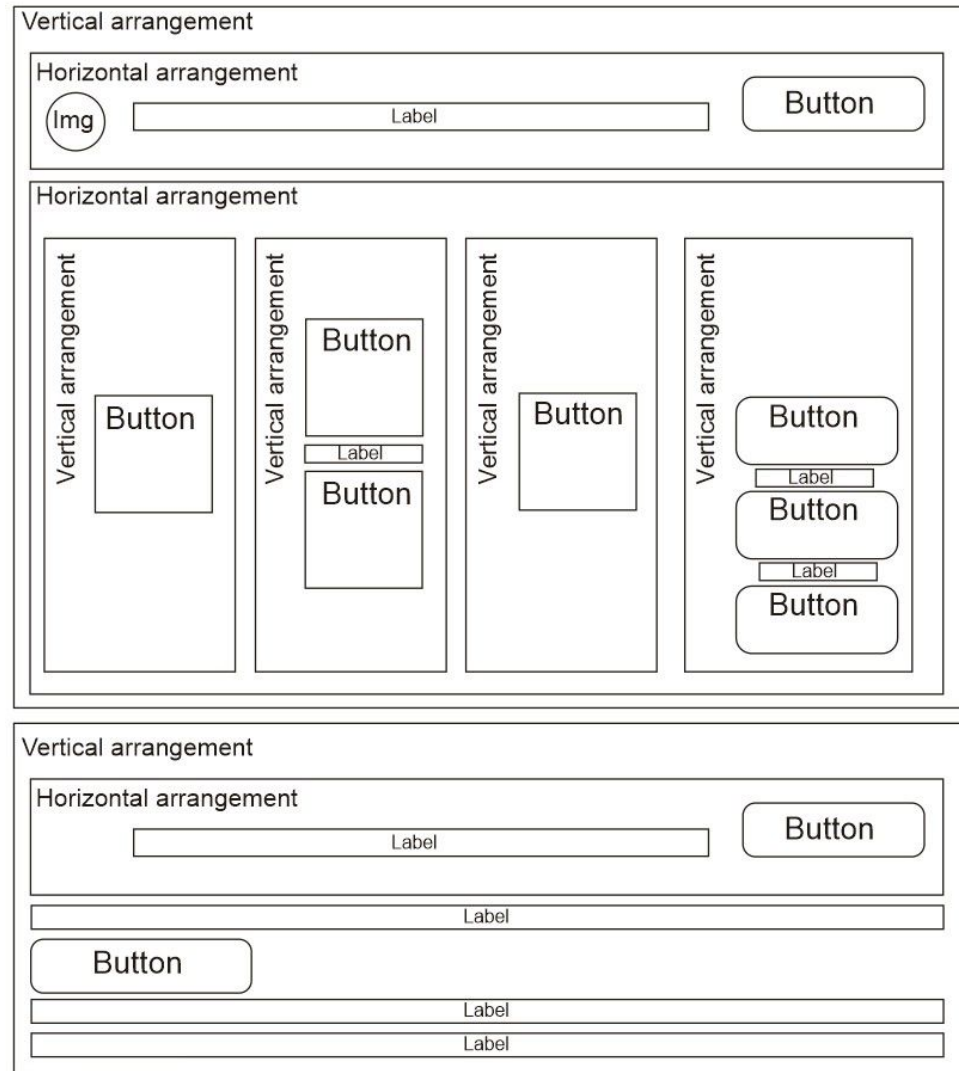 Vertical arrangement
Horizontal arrangement
Img
Label
Button
Horizontal arrangement
Vertical arrangement
Button
Vertical arrangement
Button
Label
Button
Vertical arrangement
Button
Vertical arrangement
Button
Label
Button
Label
Button
Vertical arrangement
Horizontal arrangement
Label
Button
Label
Button
Label
Label